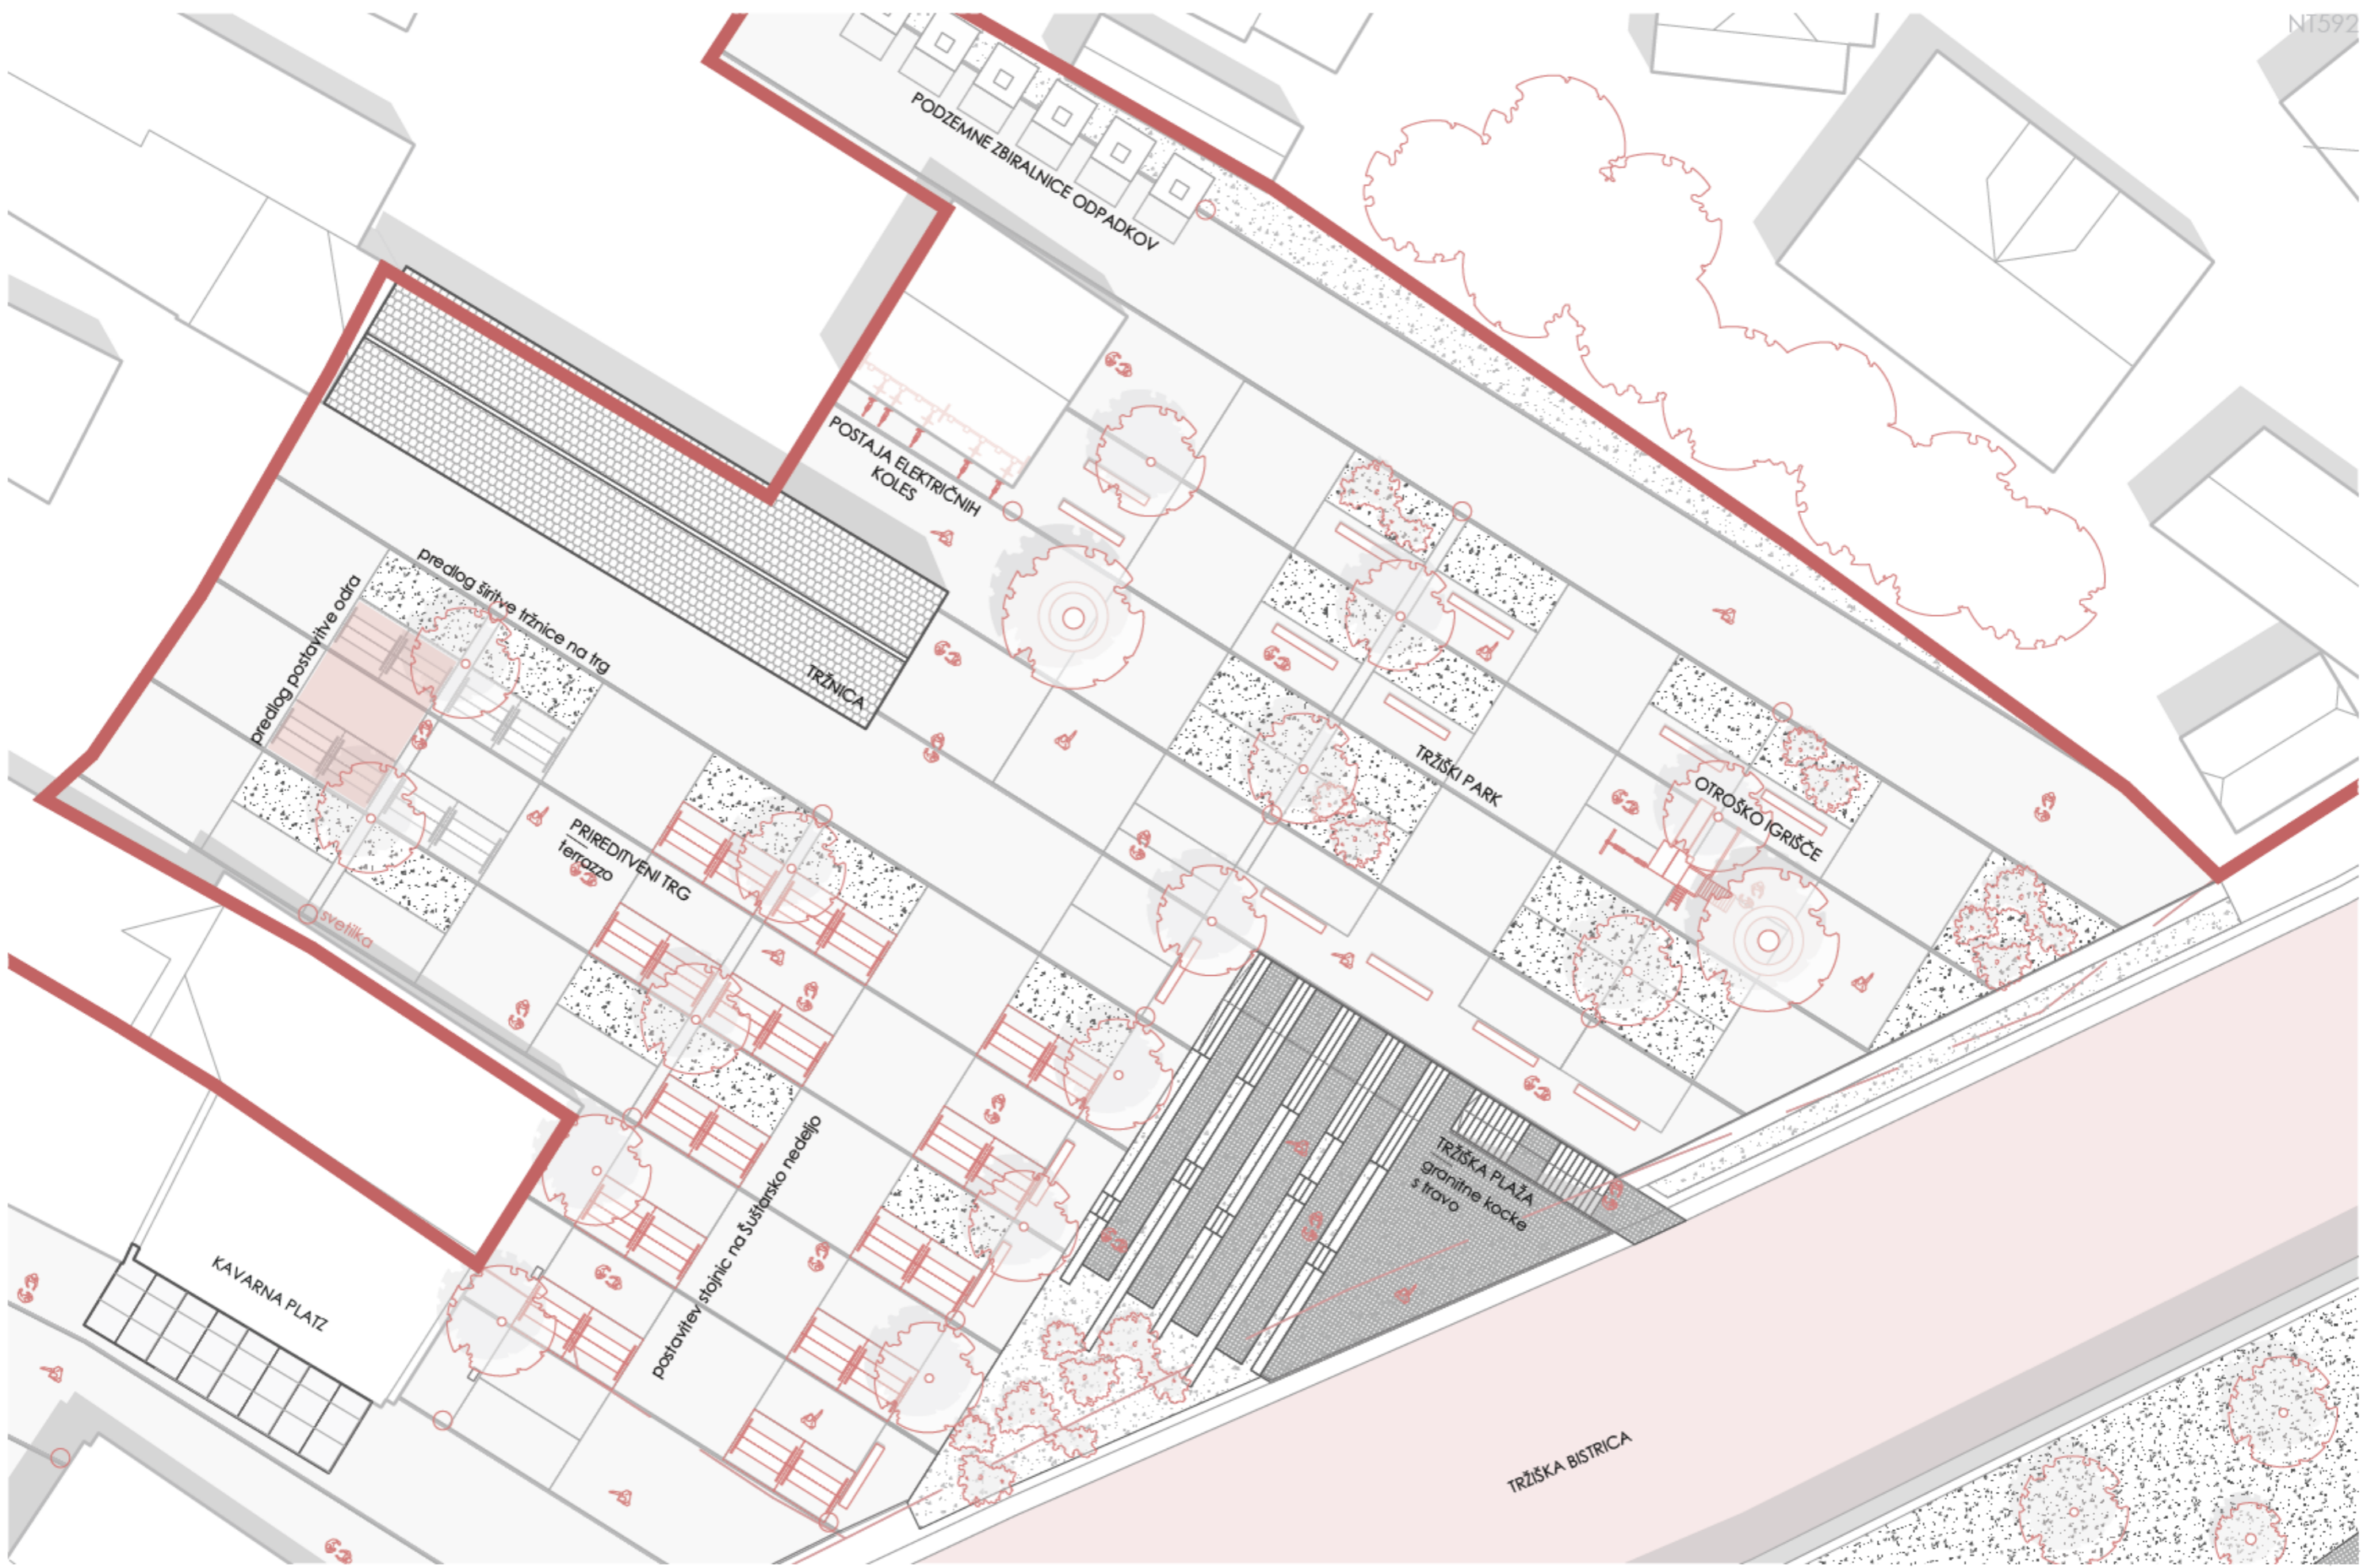 NT592
PODZEMNE ZBIRALNICE ODPADKOV
POSTAJA ELEKTRIČNIH
KOLES
predlog širitve tržnice na trg
predlog postavitve odra
TRŽNICA
TRŽIŠKI PARK
OTROŠKO IGRIŠČE
PRIREDITVENI TRG
terrazzo
svetilka
postavitev stojnic na Šuštarsko nedeljo
TRŽIŠKA PLAŽA
granitne kocke
s travo
KAVARNA PLATZ
TRŽIŠKA BISTRICA